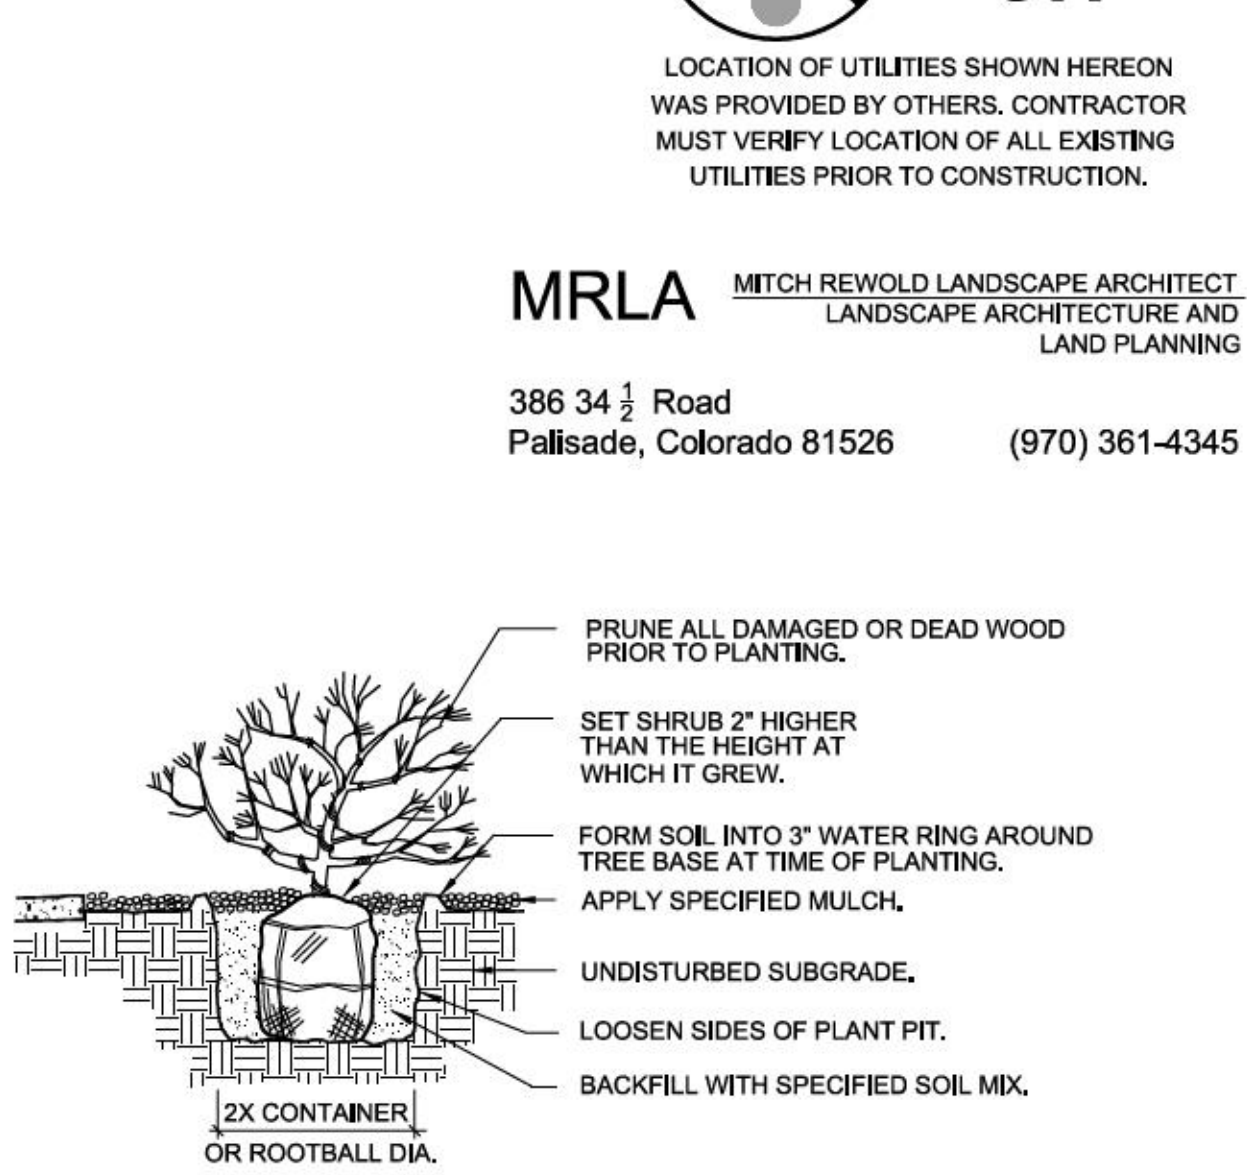 LOCATION OF UTILITIES SHOWN HEREON
WAS PROVIDED BY OTHERS. CONTRACTOR
MUST VERIFY LOCATION OF ALL EXISTING
UTILITIES PRIOR TO CONSTRUCTION.
MRLA
MITCH REWOLD LANDSCAPE ARCHITECT
LANDSCAPE ARCHITECTURE AND
LAND PLANNING
386 34 ½ Road
Palisade, Colorado 81526 (970) 361-4345
PRUNE ALL DAMAGED OR DEAD WOOD
PRIOR TO PLANTING.
SET SHRUB 2" HIGHER
THAN THE HEIGHT AT
WHICH IT GREW.
FORM SOIL INTO 3" WATER RING AROUND
TREE BASE AT TIME OF PLANTING.
APPLY SPECIFIED MULCH.
UNDISTURBED SUBGRADE.
LOOSEN SIDES OF PLANT PIT.
BACKFILL WITH SPECIFIED SOIL MIX.
2X CONTAINER
OR ROOTBALL DIA.